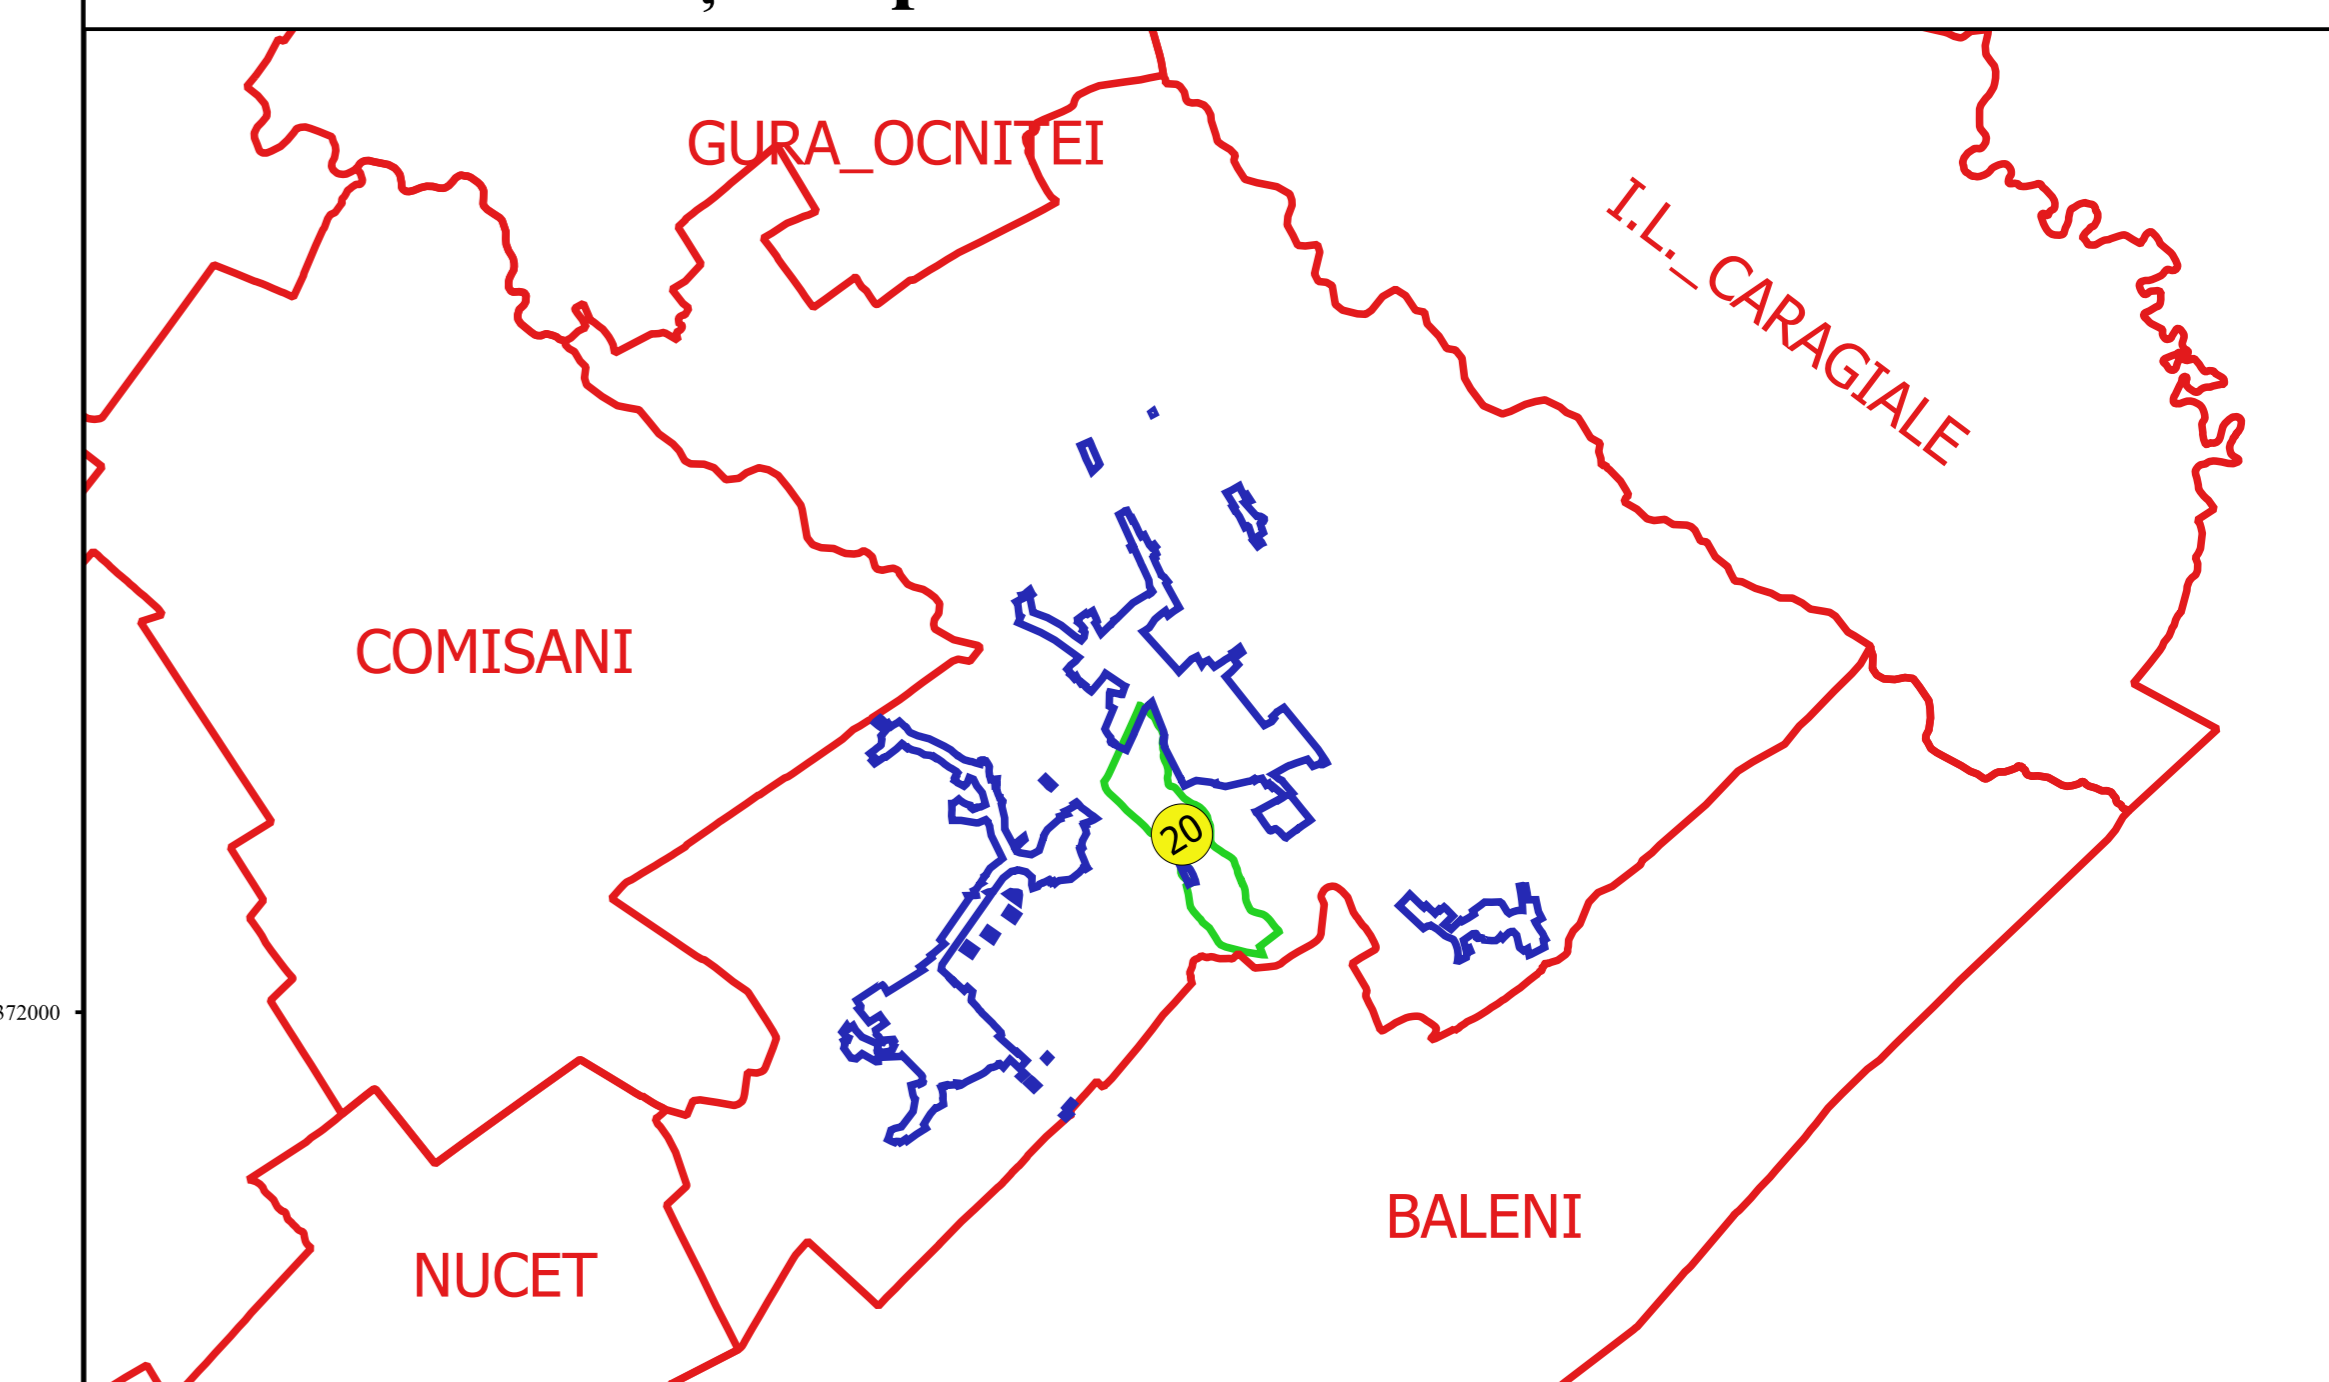 GURA_OCNITEI
I.L._CARAGIALE
COMISANI
20
372000
BALENI
NUCET